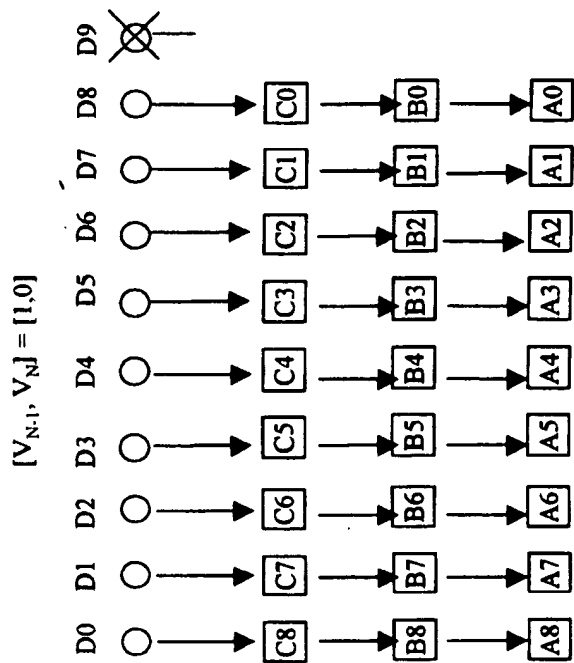 [V_{N-1}, V_N] = [1,0]
D0 D1 D2 D3 D4 D5 D6 D7 D8 D9
C8 C7 C6 C5 C4 C3 C2 C1 C0
B8 B7 B6 B5 B4 B3 B2 B1 B0
A8 A7 A6 A5 A4 A3 A2 A1 A0